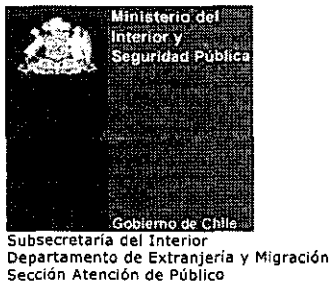 Ministerio del
Interior y
Seguridad Pública
Gobierno de Chile
Subsecretaría del Interior
Departamento de Extranjería y Migración
Sección Atención de Público